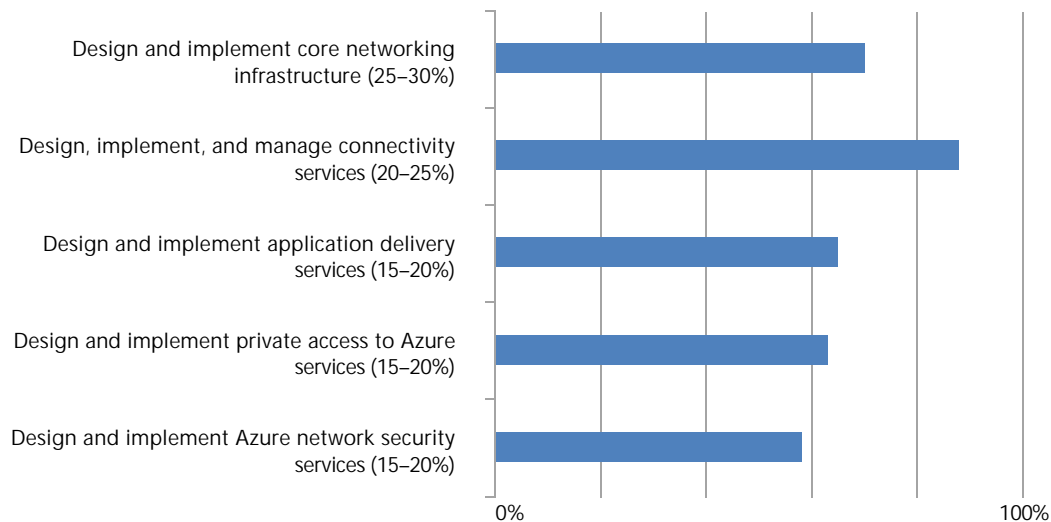 Design and implement core networking
infrastructure (25–30%)
Design, implement, and manage connectivity
services (20–25%)
Design and implement application delivery
services (15–20%)
Design and implement private access to Azure
services (15–20%)
Design and implement Azure network security
services (15–20%)
0%
100%